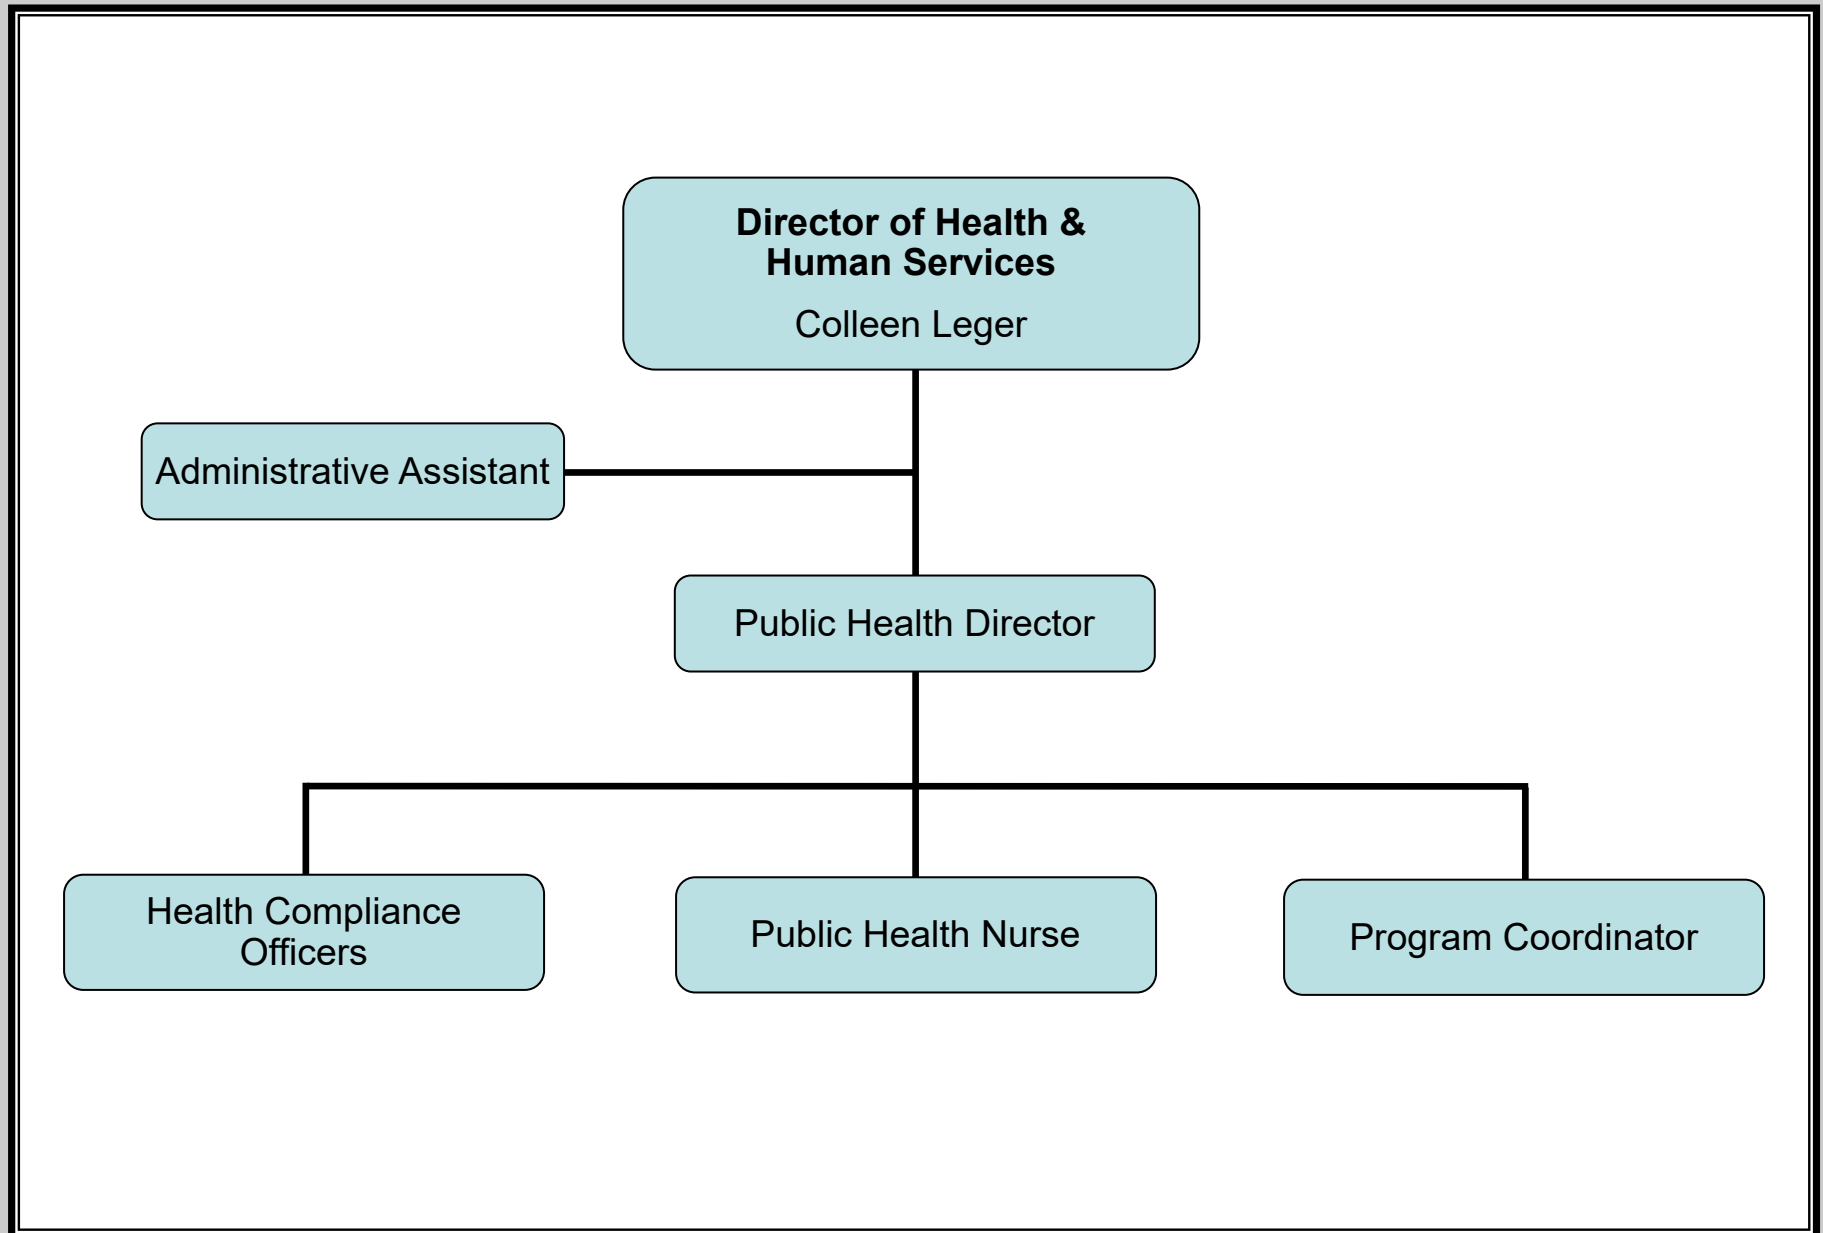 Director of Health &
Human Services
Colleen Leger
Administrative Assistant
Public Health Director
Health Compliance
Officers
Public Health Nurse
Program Coordinator